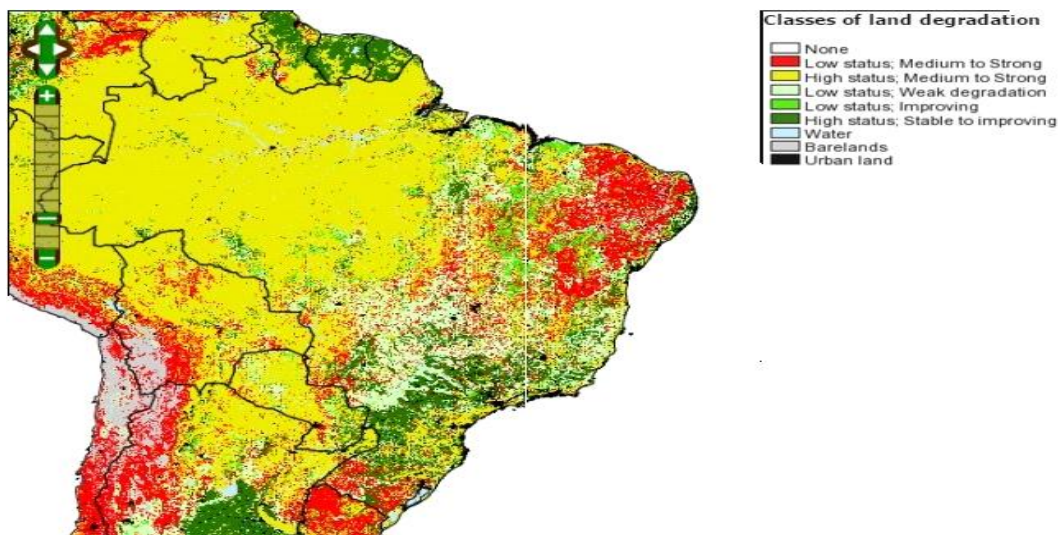 Classes of land degradation
None
Low status; Medium to Strong
High status; Medium to Strong
Low status; Weak degradation
Low status; Improving
High status; Stable to improving
Water
Barelands
Urban land